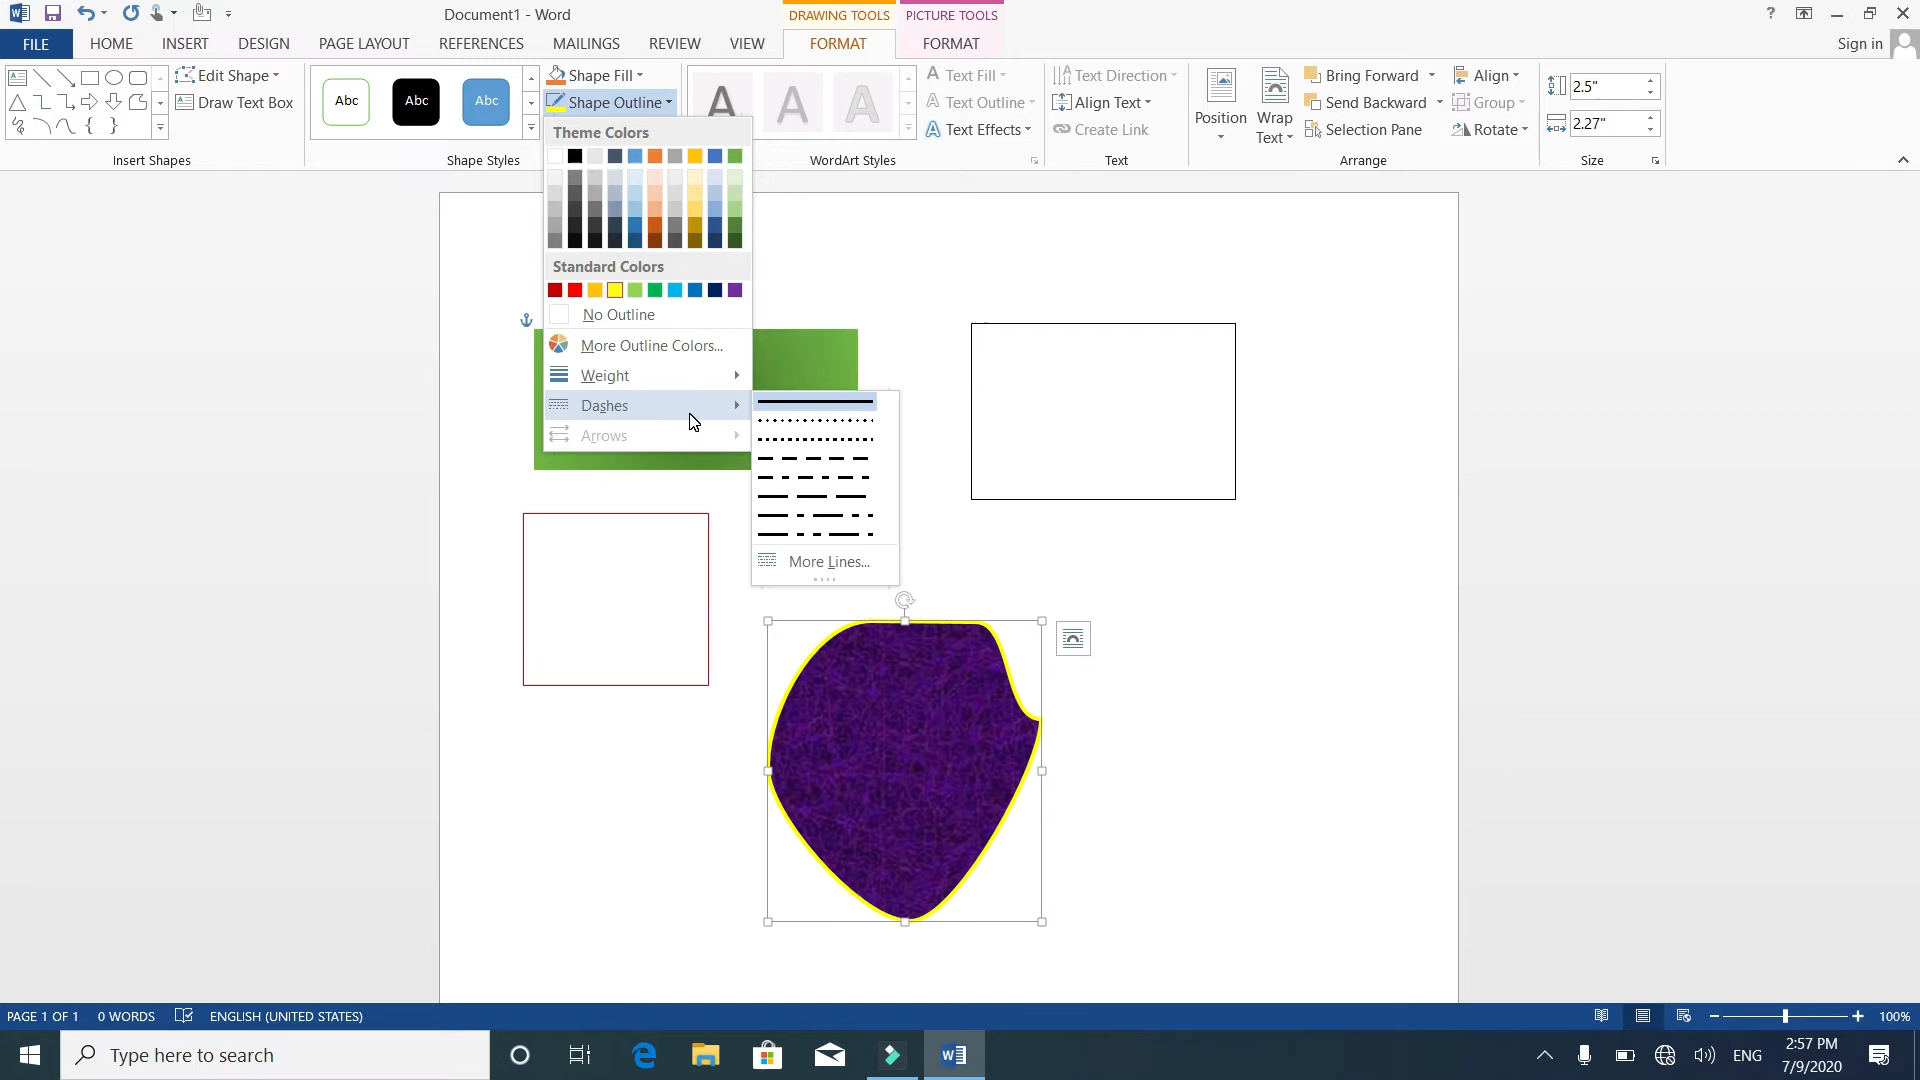 Document1 - Word
DRAWING TOOLS
PICTURE TOOLS
?
FILE
HOME
INSERT
DESIGN
PAGE LAYOUT
REFERENCES
MAILINGS
REVIEW
VIEW
FORMAT
FORMAT
Sign in
Edit Shape
Draw Text Box
Insert Shapes
Abc
Abc
Abc
Shape Styles
Shape Fill
Shape Outline
A
A
A
WordArt Styles
A Text Fill
A Text Outline
A Text Effects
Text Direction
Align Text
Create Link
Text
Position
Wrap
Text
Bring Forward
Send Backward
Selection Pane
Align
Group
Rotate
Arrange
2.5"
2.27"
Size
Theme Colors
Standard Colors
No Outline
More Outline Colors...
Weight
Dashes
Arrows
More Lines...
PAGE 1 OF 1
0 WORDS
ENGLISH (UNITED STATES)
100%
Type here to search
ENG
2:57 PM
7/9/2020